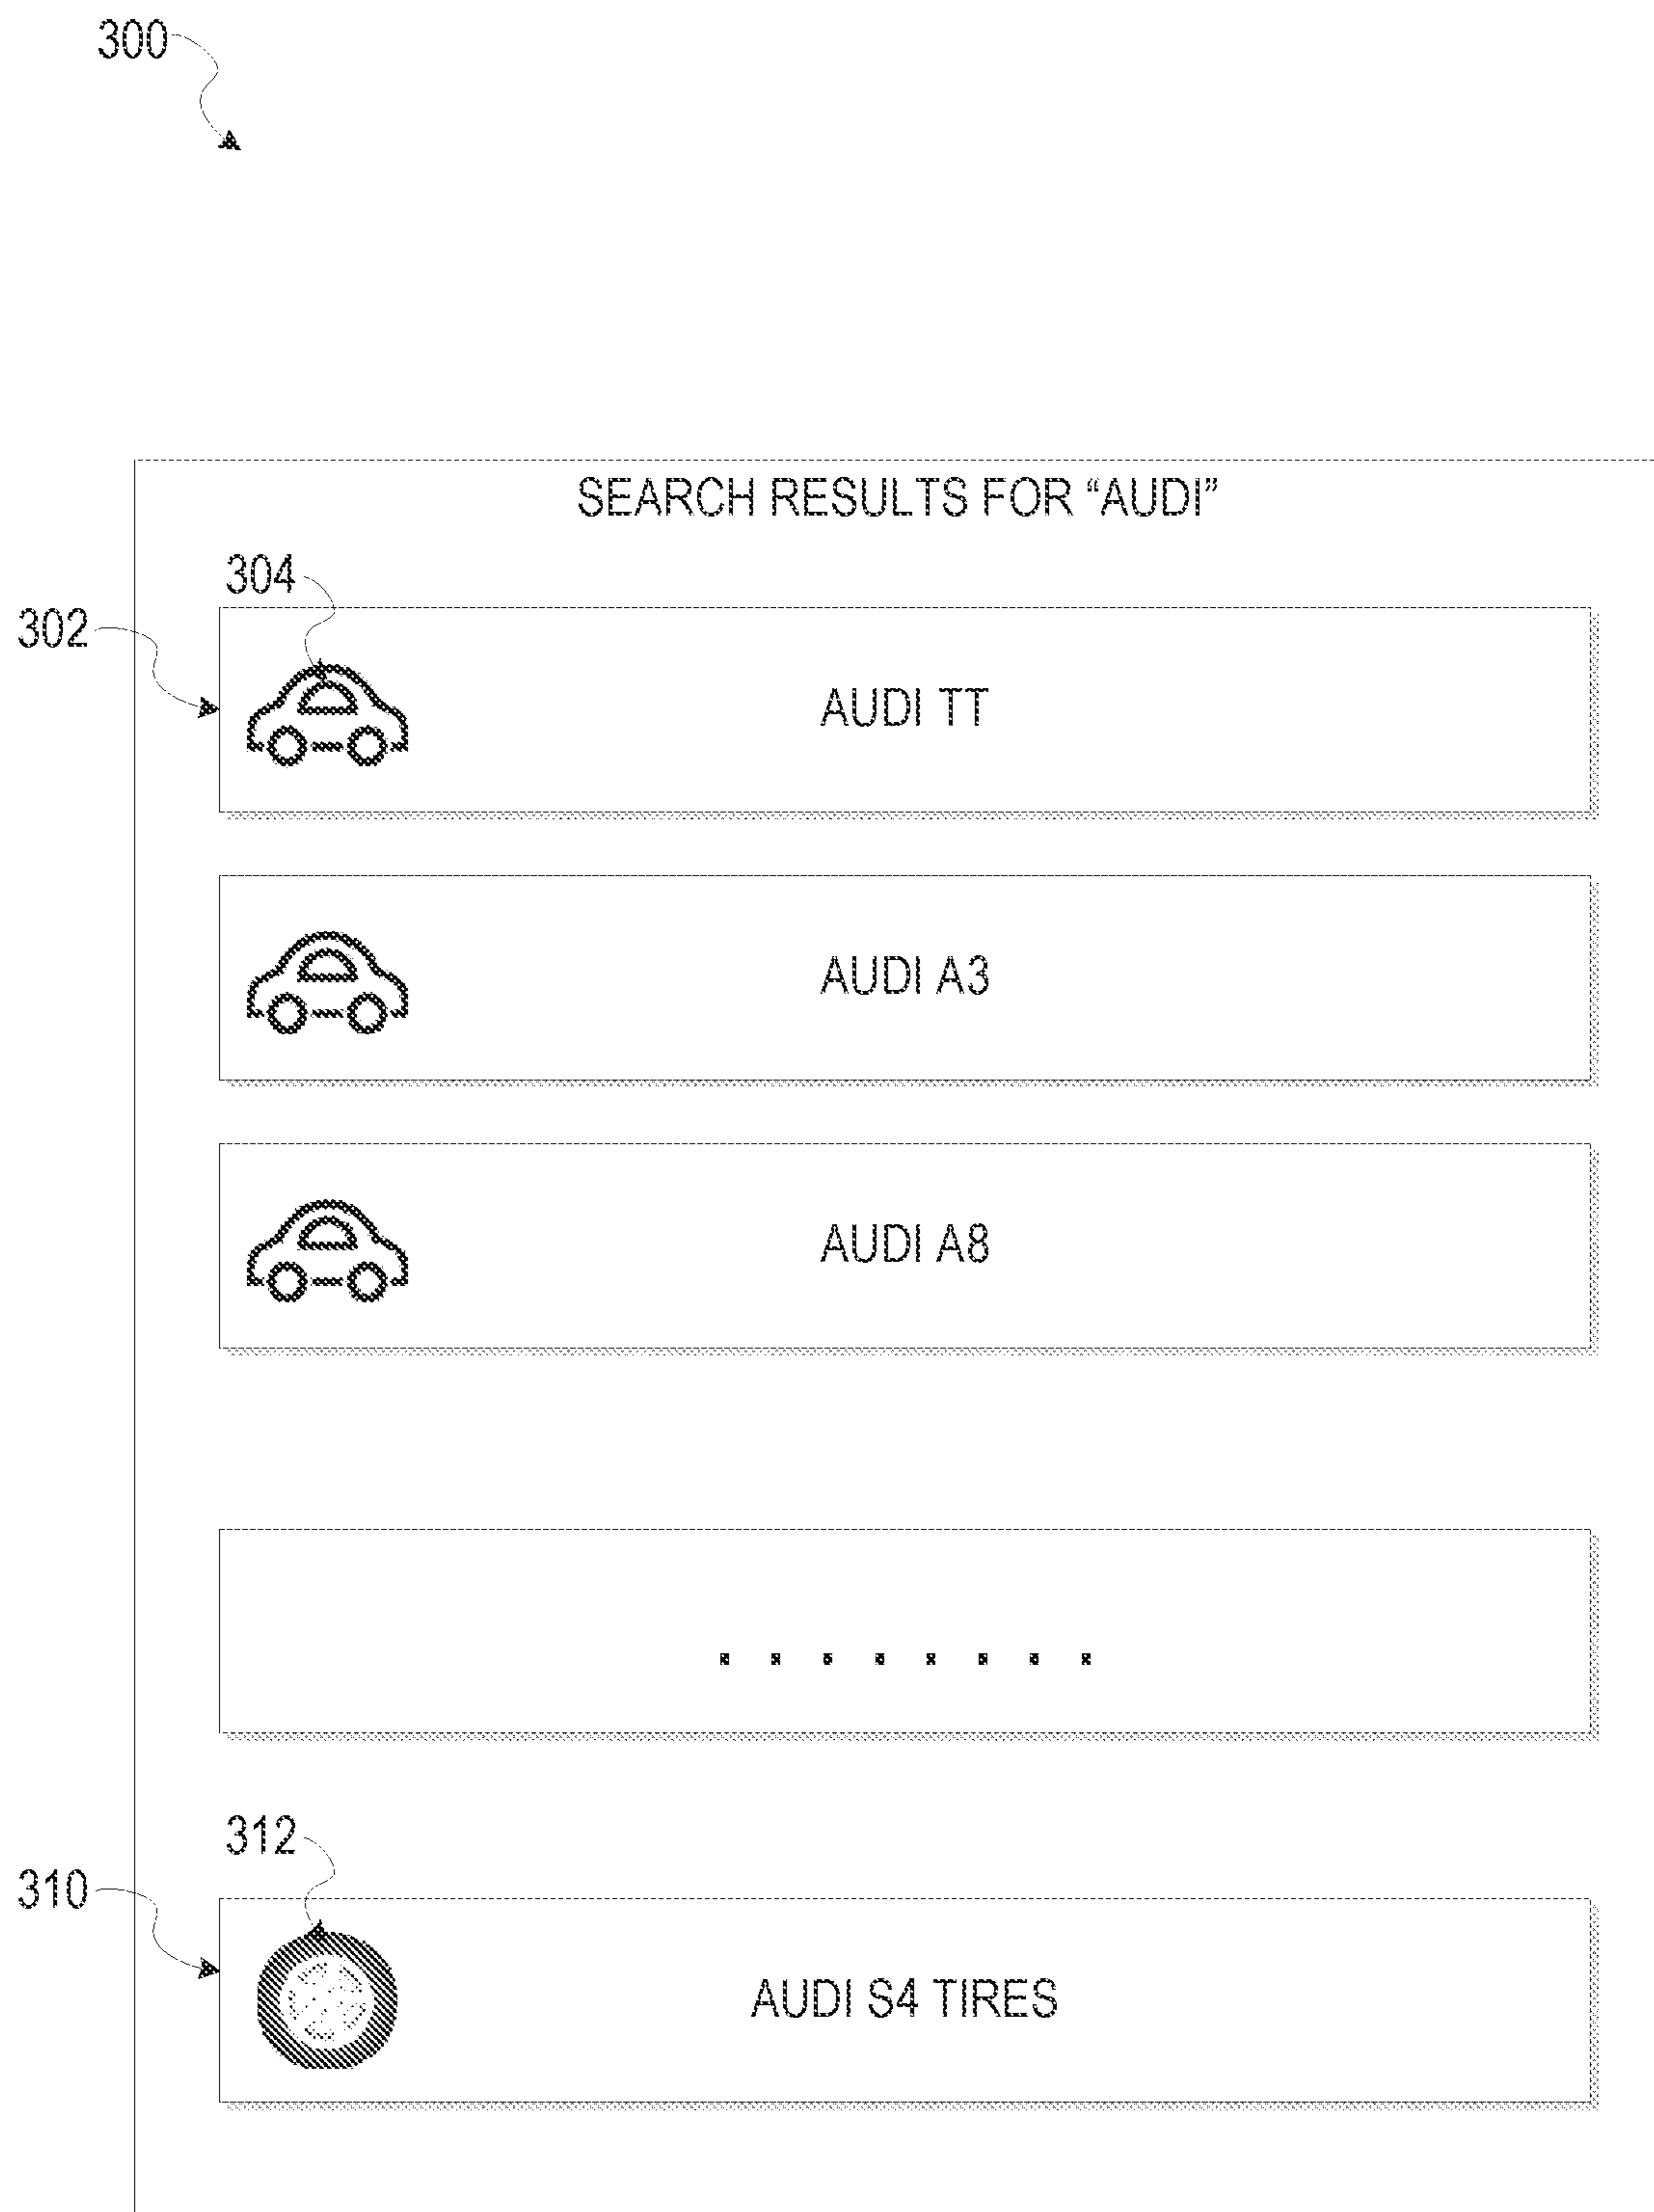 300
SEARCH RESULTS FOR “AUDI”
304
302
AUDI TT
AUDI A3
AUDI A8
. . . . . . . .
312
310
AUDI S4 TIRES